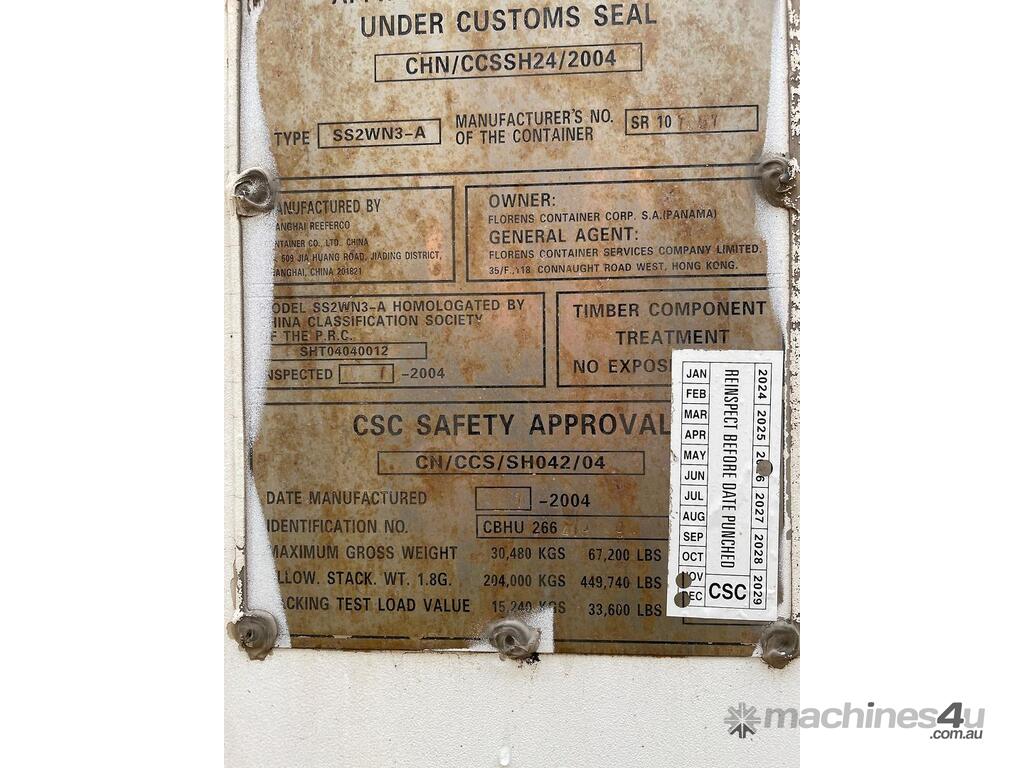 UNDER CUSTOMS SEAL
CHN/CCSSH24/2004
TYPE SS2WN3-A
MANUFACTURER'S NO.
OF THE CONTAINER
SR 10
ANUFACTURED BY
ANGHAI REEFERCO
NTAINER CO., LTD. CHINA
509 JIA HUANG ROAD, JIADING DISTRICT,
ANGHAI, CHINA 201821
OWNER:
FLORENS CONTAINER CORP. S.A.(PANAMA)
GENERAL AGENT:
FLORENS CONTAINER SERVICES COMPANY LIMITED.
35/F.,118 CONNAUGHT ROAD WEST, HONG KONG.
ODEL SS2WN3-A HOMOLOGATED BY
HINA CLASSIFICATION SOCIETY
F THE P.R.C.
SHT04040012
NSPECTED -2004
TIMBER COMPONENT
TREATMENT
NO EXPOS
CSC SAFETY APPROVAL
CN/CCS/SH042/04
DATE MANUFACTURED -2004
IDENTIFICATION NO. CBHU 266
MAXIMUM GROSS WEIGHT 30,480 KGS 67,200 LBS
LLOW. STACK. WT. 1.8G. 204,000 KGS 449,740 LBS
ACKING TEST LOAD VALUE 15,240 KGS 33,600 LBS
JAN
FEB
MAR
APR
MAY
JUN
JUL
AUG
SEP
OCT
NOV
DEC
REINSPECT BEFORE DATE PUNCHED
CSC
2024 2025 2026 2027 2028 2029
machines4u
.com.au